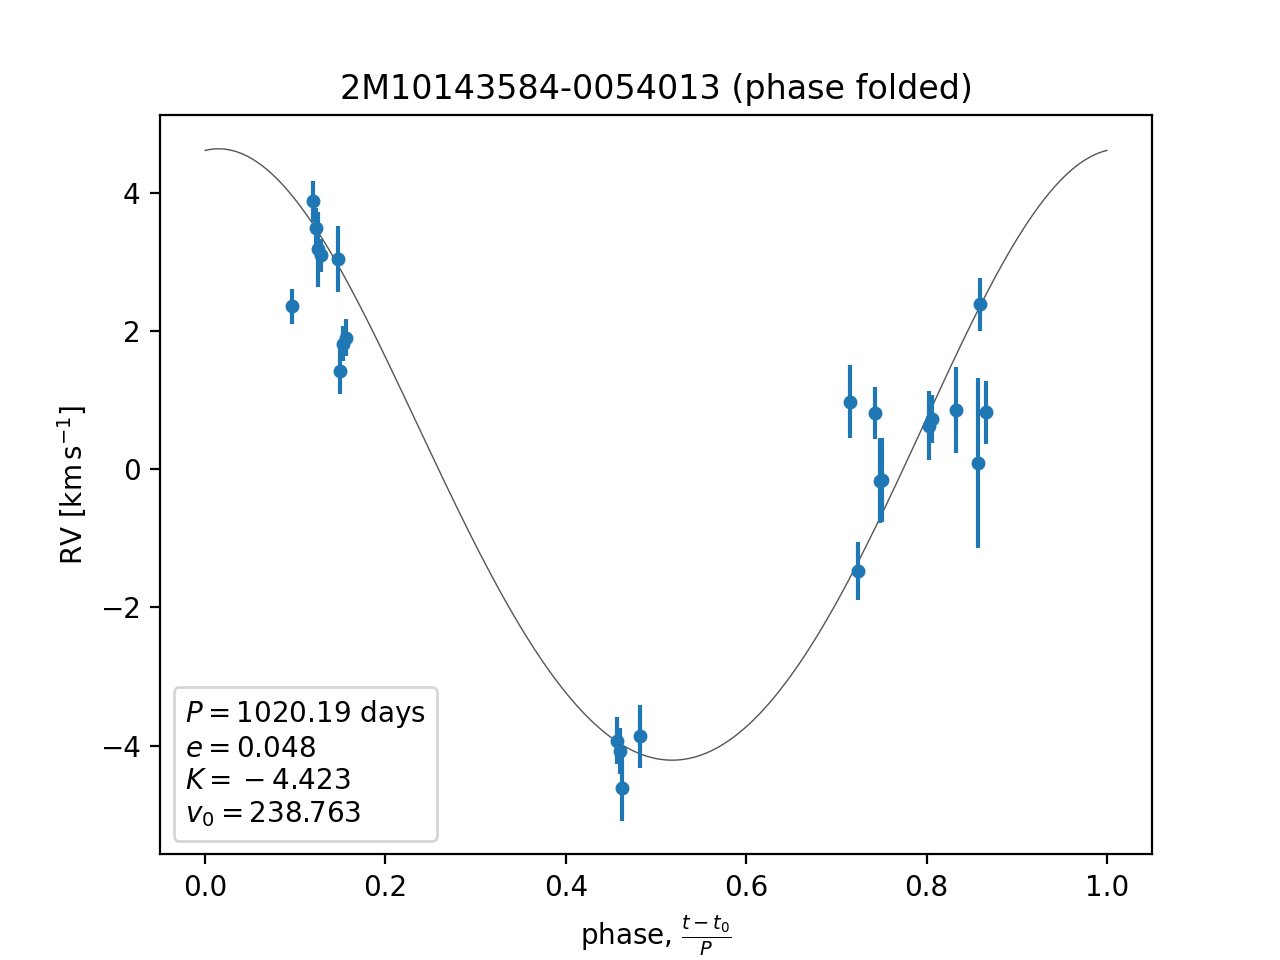 2M10143584-0054013 (phase folded)
RV [km s⁻¹]
4
2
0
−2
−4
P = 1020.19 days
e = 0.048
K = − 4.423
v₀ = 238.763
0.0 0.2 0.4 0.6 0.8 1.0
phase, (t − t₀)/P